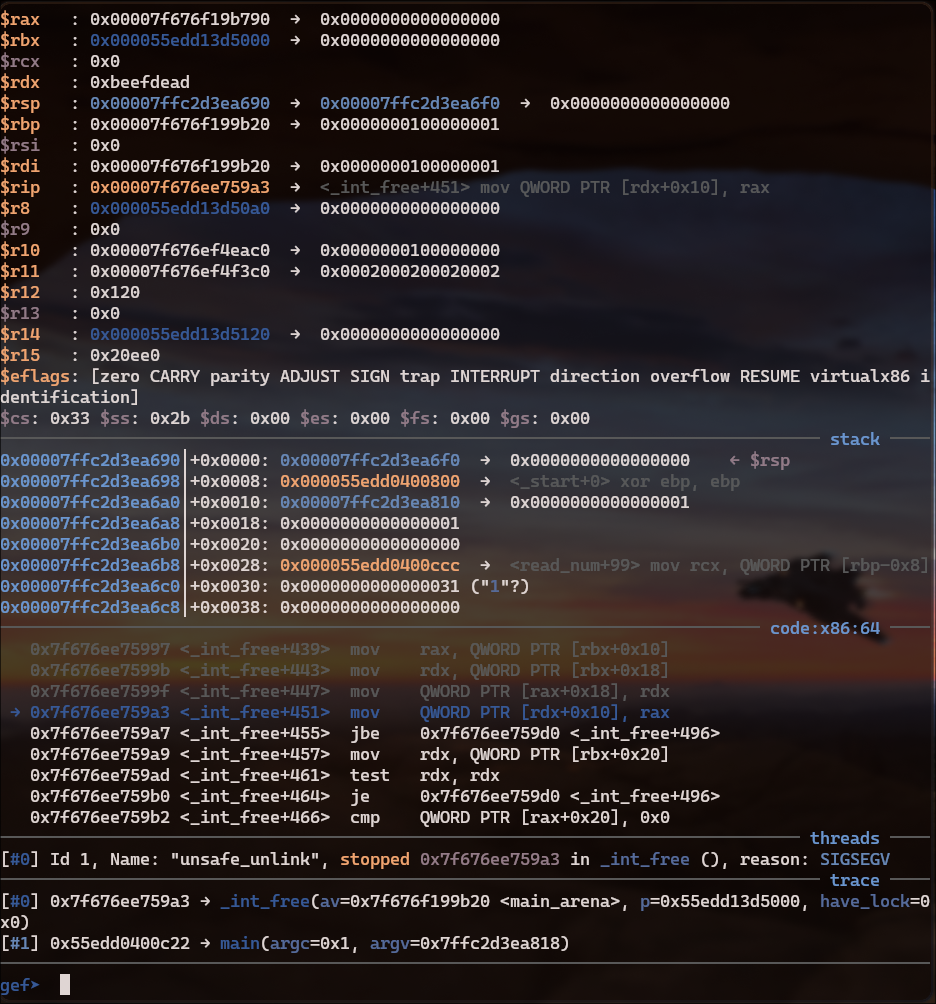 $rax   : 0x00007f676f19b790  →  0x0000000000000000
$rbx   : 0x000055edd13d5000  →  0x0000000000000000
$rcx   : 0x0
$rdx   : 0xbeefdead
$rsp   : 0x00007ffc2d3ea690  →  0x00007ffc2d3ea6f0  →  0x0000000000000000
$rbp   : 0x00007f676f199b20  →  0x0000000100000001
$rsi   : 0x0
$rdi   : 0x00007f676f199b20  →  0x0000000100000001
$rip   : 0x00007f676ee759a3  →  <_int_free+451> mov QWORD PTR [rdx+0x10], rax
$r8    : 0x000055edd13d50a0  →  0x0000000000000000
$r9    : 0x0
$r10   : 0x00007f676ef4eac0  →  0x0000000100000000
$r11   : 0x00007f676ef4f3c0  →  0x0002000200020002
$r12   : 0x120
$r13   : 0x0
$r14   : 0x000055edd13d5120  →  0x0000000000000000
$r15   : 0x20ee0
$eflags: [zero CARRY parity ADJUST SIGN trap INTERRUPT direction overflow RESUME virtualx86 i
dentification]
$cs: 0x33 $ss: 0x2b $ds: 0x00 $es: 0x00 $fs: 0x00 $gs: 0x00
stack
0x00007ffc2d3ea690│+0x0000: 0x00007ffc2d3ea6f0  →  0x0000000000000000    ← $rsp
0x00007ffc2d3ea698│+0x0008: 0x000055edd0400800  →  <_start+0> xor ebp, ebp
0x00007ffc2d3ea6a0│+0x0010: 0x00007ffc2d3ea810  →  0x0000000000000001
0x00007ffc2d3ea6a8│+0x0018: 0x0000000000000001
0x00007ffc2d3ea6b0│+0x0020: 0x0000000000000000
0x00007ffc2d3ea6b8│+0x0028: 0x000055edd0400ccc  →  <read_num+99> mov rcx, QWORD PTR [rbp-0x8]
0x00007ffc2d3ea6c0│+0x0030: 0x0000000000000031 ("1"?)
0x00007ffc2d3ea6c8│+0x0038: 0x0000000000000000
code:x86:64
0x7f676ee75997 <_int_free+439>  mov    rax, QWORD PTR [rbx+0x10]
0x7f676ee7599b <_int_free+443>  mov    rdx, QWORD PTR [rbx+0x18]
0x7f676ee7599f <_int_free+447>  mov    QWORD PTR [rax+0x18], rdx
→ 0x7f676ee759a3 <_int_free+451>  mov    QWORD PTR [rdx+0x10], rax
0x7f676ee759a7 <_int_free+455>  jbe    0x7f676ee759d0 <_int_free+496>
0x7f676ee759a9 <_int_free+457>  mov    rdx, QWORD PTR [rbx+0x20]
0x7f676ee759ad <_int_free+461>  test   rdx, rdx
0x7f676ee759b0 <_int_free+464>  je     0x7f676ee759d0 <_int_free+496>
0x7f676ee759b2 <_int_free+466>  cmp    QWORD PTR [rax+0x20], 0x0
threads
[#0] Id 1, Name: "unsafe_unlink", stopped 0x7f676ee759a3 in _int_free (), reason: SIGSEGV
trace
[#0] 0x7f676ee759a3 → _int_free(av=0x7f676f199b20 <main_arena>, p=0x55edd13d5000, have_lock=0
x0)
[#1] 0x55edd0400c22 → main(argc=0x1, argv=0x7ffc2d3ea818)
gef➤